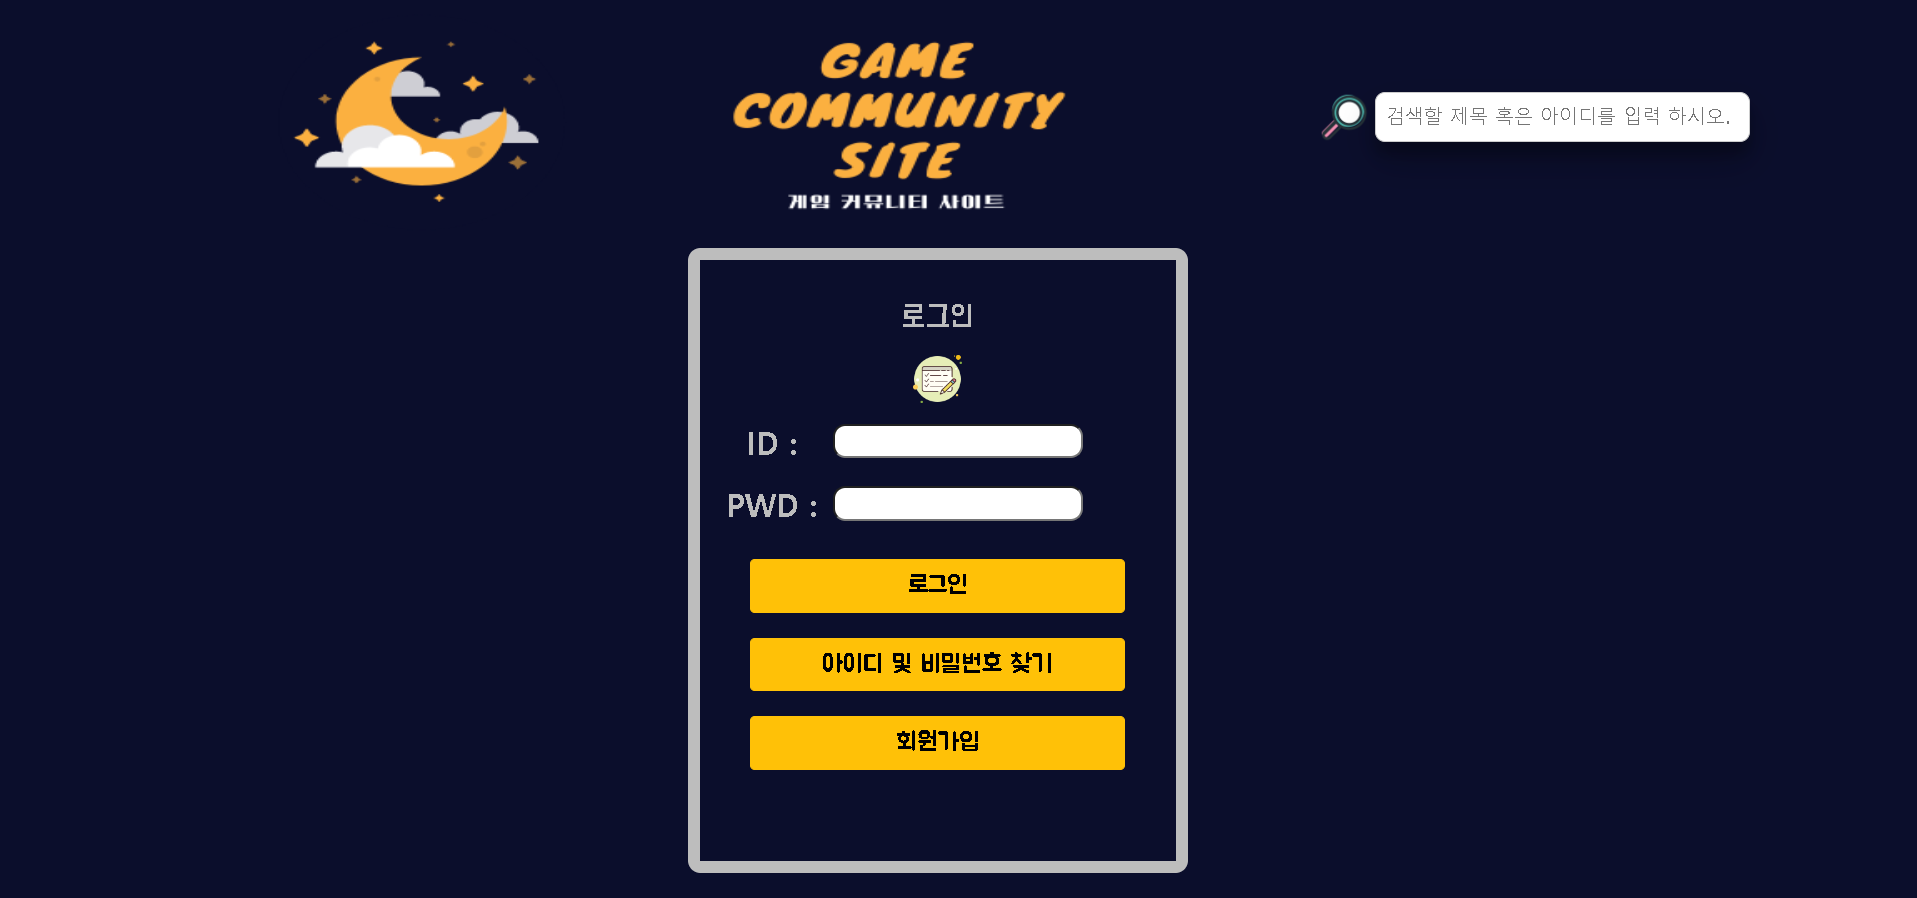 GAME
COMMUNITY
SITE
게임 커뮤니티 사이트
검색할 제목 혹은 아이디를 입력 하시오.
로그인
ID :
PWD :
로그인
아이디 및 비밀번호 찾기
회원가입